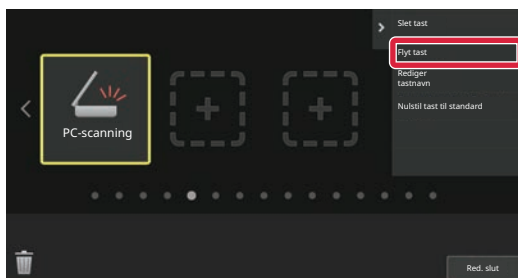 Slet tast
Flyt tast
Rediger
tastnavn
Nulstil tast til standard
PC-scanning
Red. slut